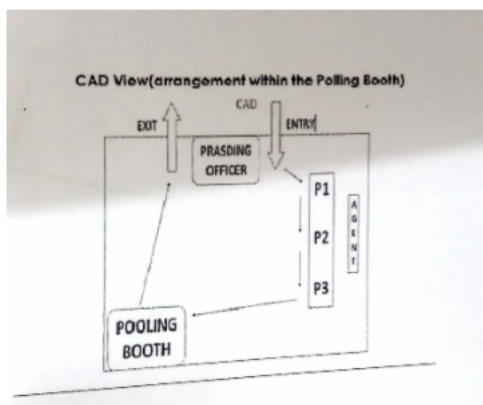 CAD View(arrangement within the Polling Booth)
CAD
EXIT
ENTRY
PRASDING
OFFICER
P1
P2
P3
AGENT
POOLING
BOOTH